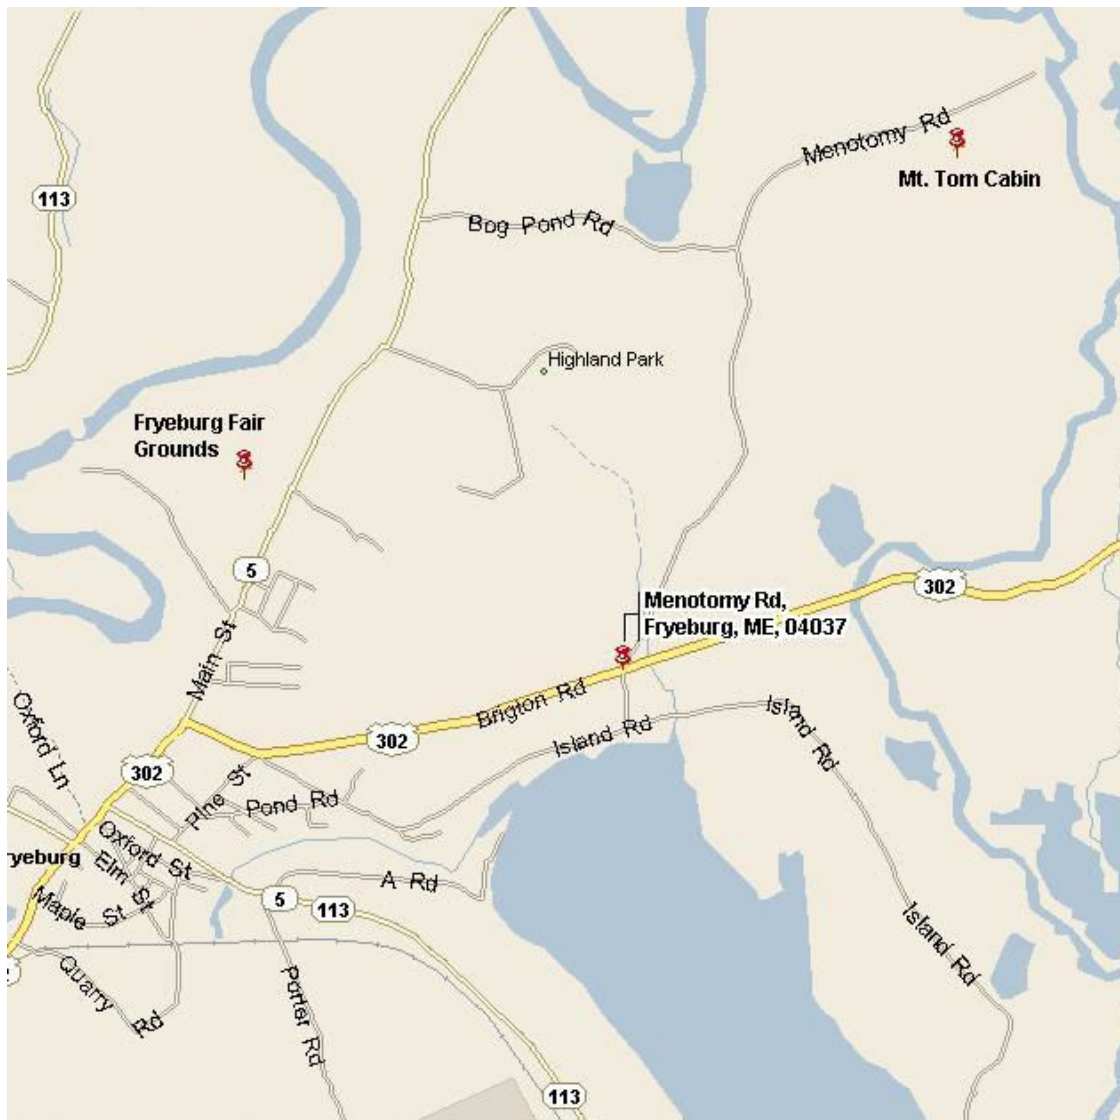 Menotomy Rd
Mt. Tom Cabin
113
Bog Pond Rd
Highland Park
Fryeburg Fair
Grounds
5
302
Menotomy Rd,
Fryeburg, ME, 04037
Main St
Brigton Rd
Island Rd
Island Rd
Oxford Ln
302
302
Pine St
Pond Rd
Oxford St
ryeburg
Elm St
A Rd
Maple St
5
113
Island Rd
Quarry Rd
Porter Rd
113
2